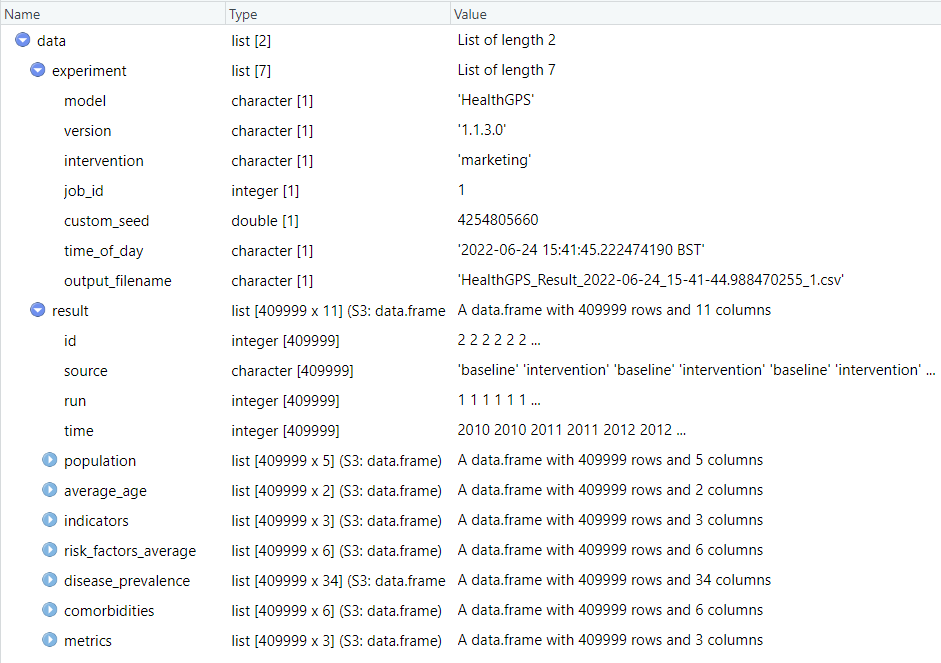 Name Type Value
data list [2] List of length 2
experiment list [7] List of length 7
model character [1] 'HealthGPS'
version character [1] '1.1.3.0'
intervention character [1] 'marketing'
job_id integer [1] 1
custom_seed double [1] 4254805660
time_of_day character [1] '2022-06-24 15:41:45.222474190 BST'
output_filename character [1] 'HealthGPS_Result_2022-06-24_15-41-44.988470255_1.csv'
result list [409999 x 11] (S3: data.frame A data.frame with 409999 rows and 11 columns
id integer [409999] 2 2 2 2 2 2 ...
source character [409999] 'baseline' 'intervention' 'baseline' 'intervention' 'baseline' 'intervention' ...
run integer [409999] 1 1 1 1 1 1 ...
time integer [409999] 2010 2010 2011 2011 2012 2012 ...
population list [409999 x 5] (S3: data.frame) A data.frame with 409999 rows and 5 columns
average_age list [409999 x 2] (S3: data.frame) A data.frame with 409999 rows and 2 columns
indicators list [409999 x 3] (S3: data.frame) A data.frame with 409999 rows and 3 columns
risk_factors_average list [409999 x 6] (S3: data.frame) A data.frame with 409999 rows and 6 columns
disease_prevalence list [409999 x 34] (S3: data.frame A data.frame with 409999 rows and 34 columns
comorbidities list [409999 x 6] (S3: data.frame) A data.frame with 409999 rows and 6 columns
metrics list [409999 x 3] (S3: data.frame) A data.frame with 409999 rows and 3 columns